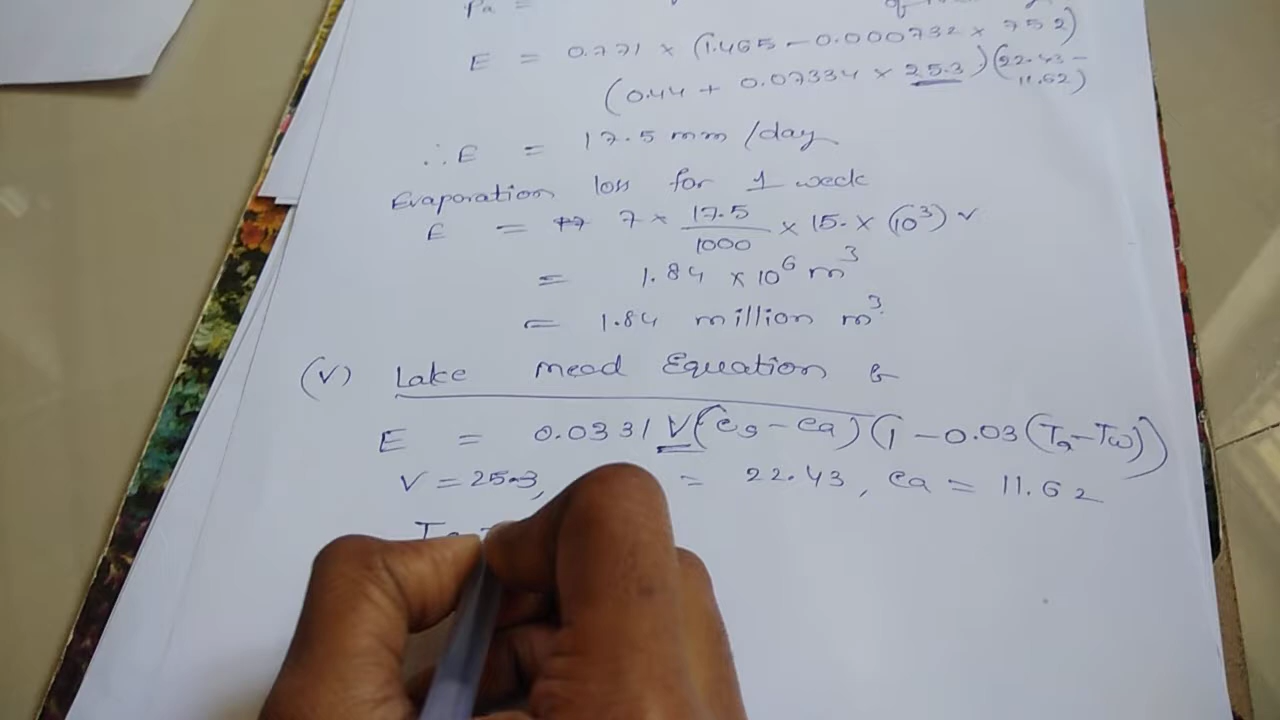 Pa =
E = 0.771 × (1.465 - 0.000732 × 752)
(0.44 + 0.07334 × 25.3) (22.43 - 11.62)
∴ E = 17.5 mm /day
Evaporation loss for 1 week
E = 7 × 17.5/1000 × 15. × (10³) ✓
= 1.84 × 10⁶ m³
= 1.84 million m³.
(V) Lake Mead Equation
E = 0.0331 V (es - ea) (1 - 0.03 (Ta - Tw))
V = 25.3, = 22.43, ea = 11.62